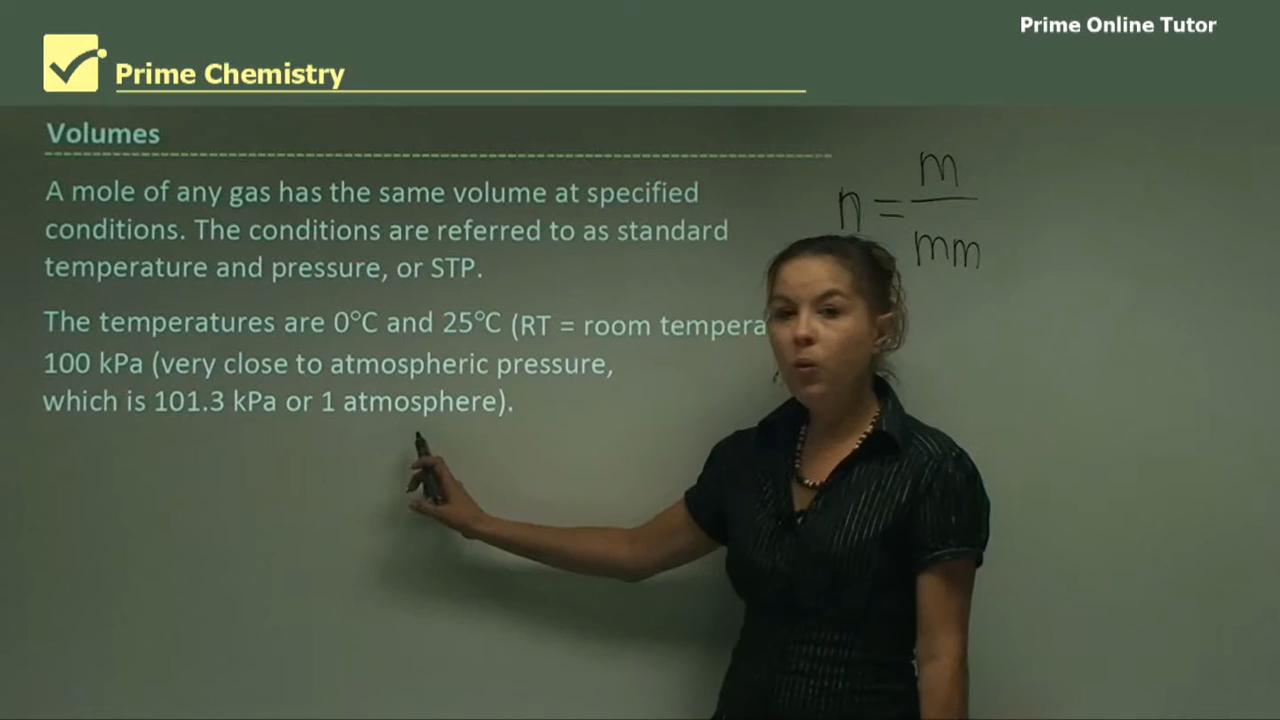 Prime Online Tutor
Prime Chemistry
Volumes
A mole of any gas has the same volume at specified
conditions. The conditions are referred to as standard
temperature and pressure, or STP.
The temperatures are 0°C and 25°C (RT = room tempera
100 kPa (very close to atmospheric pressure,
which is 101.3 kPa or 1 atmosphere).
n = m
mm